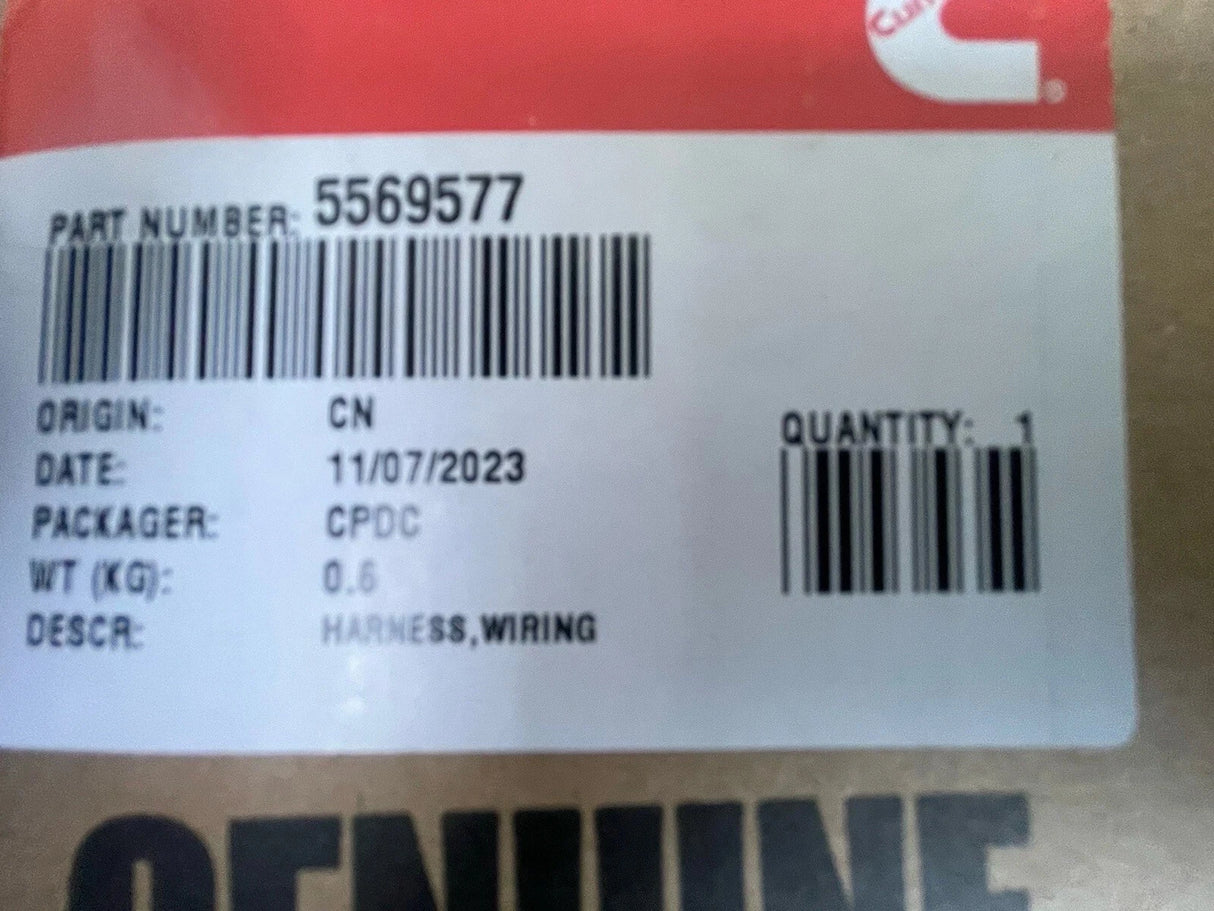 Cum
®
PART NUMBER: 5569577
ORIGIN: CN
DATE: 11/07/2023
PACKAGER: CPDC
WT (KG): 0.6
DESCR: HARNESS,WIRING
QUANTITY: 1
GENUINE